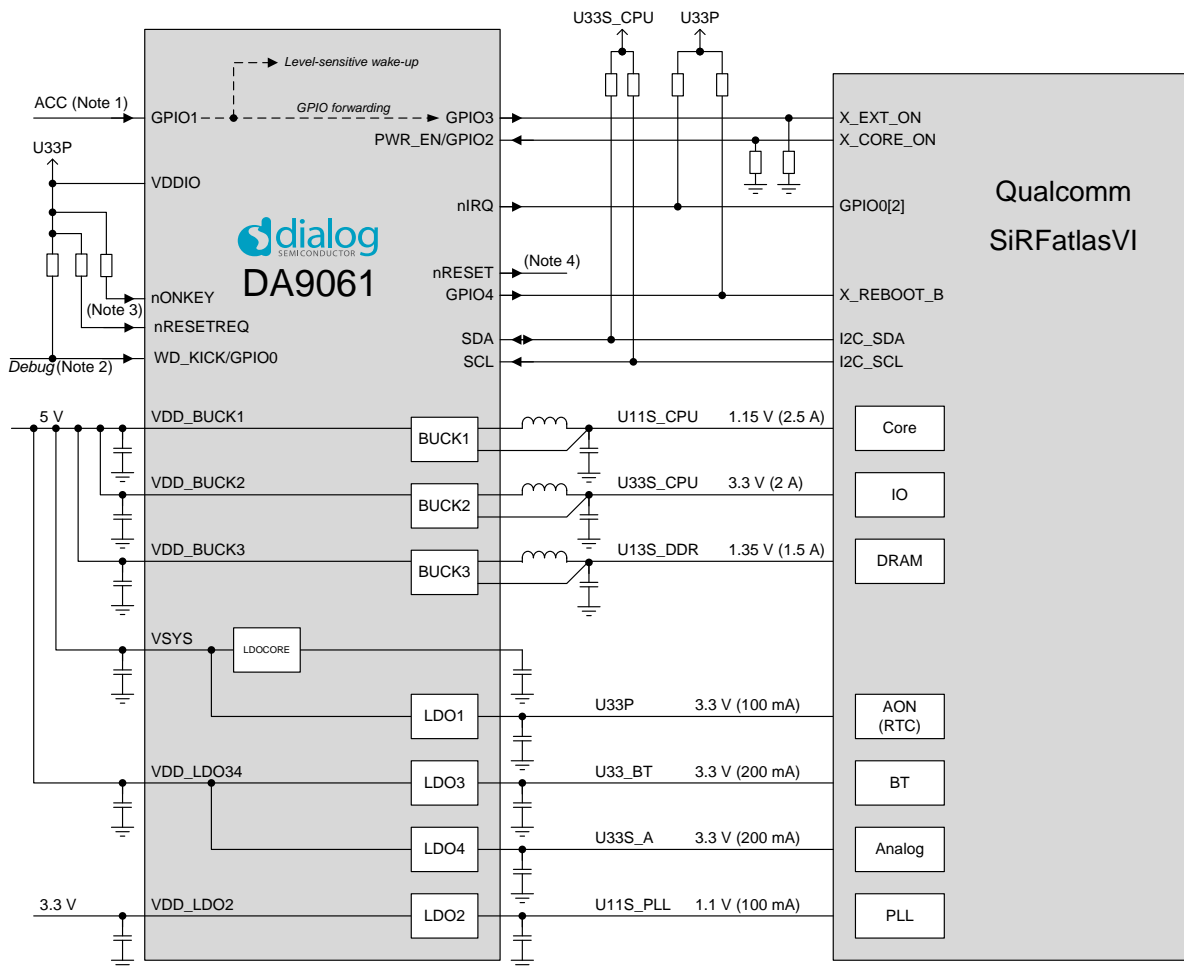 U33S_CPU U33P
Level-sensitive wake-up
ACC (Note 1) GPIO1 GPIO forwarding GPIO3 X_EXT_ON
PWR_EN/GPIO2 X_CORE_ON
U33P
VDDIO
Qualcomm
SiRFatlasVI
nIRQ GPIO0[2]
dialog
SEMICONDUCTOR
DA9061
nRESET (Note 4)
nONKEY GPIO4 X_REBOOT_B
(Note 3)
nRESETREQ
SDA I2C_SDA
Debug (Note 2) WD_KICK/GPIO0 SCL I2C_SCL
5 V VDD_BUCK1 BUCK1 U11S_CPU 1.15 V (2.5 A) Core
VDD_BUCK2 BUCK2 U33S_CPU 3.3 V (2 A) IO
VDD_BUCK3 BUCK3 U13S_DDR 1.35 V (1.5 A) DRAM
VSYS LDOCORE
LDO1 U33P 3.3 V (100 mA) AON
(RTC)
VDD_LDO34 LDO3 U33_BT 3.3 V (200 mA) BT
LDO4 U33S_A 3.3 V (200 mA) Analog
3.3 V VDD_LDO2 LDO2 U11S_PLL 1.1 V (100 mA) PLL